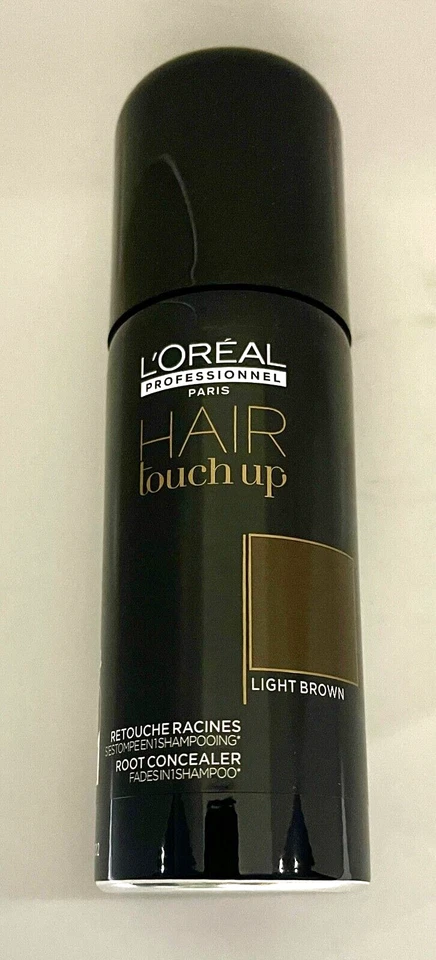 L'ORÉAL
PROFESSIONNEL
PARIS
HAIR
touch up
LIGHT BROWN
RETOUCHE RACINES
S'ESTOMPE EN 1 SHAMPOOING*
ROOT CONCEALER
FADES IN 1 SHAMPOO*